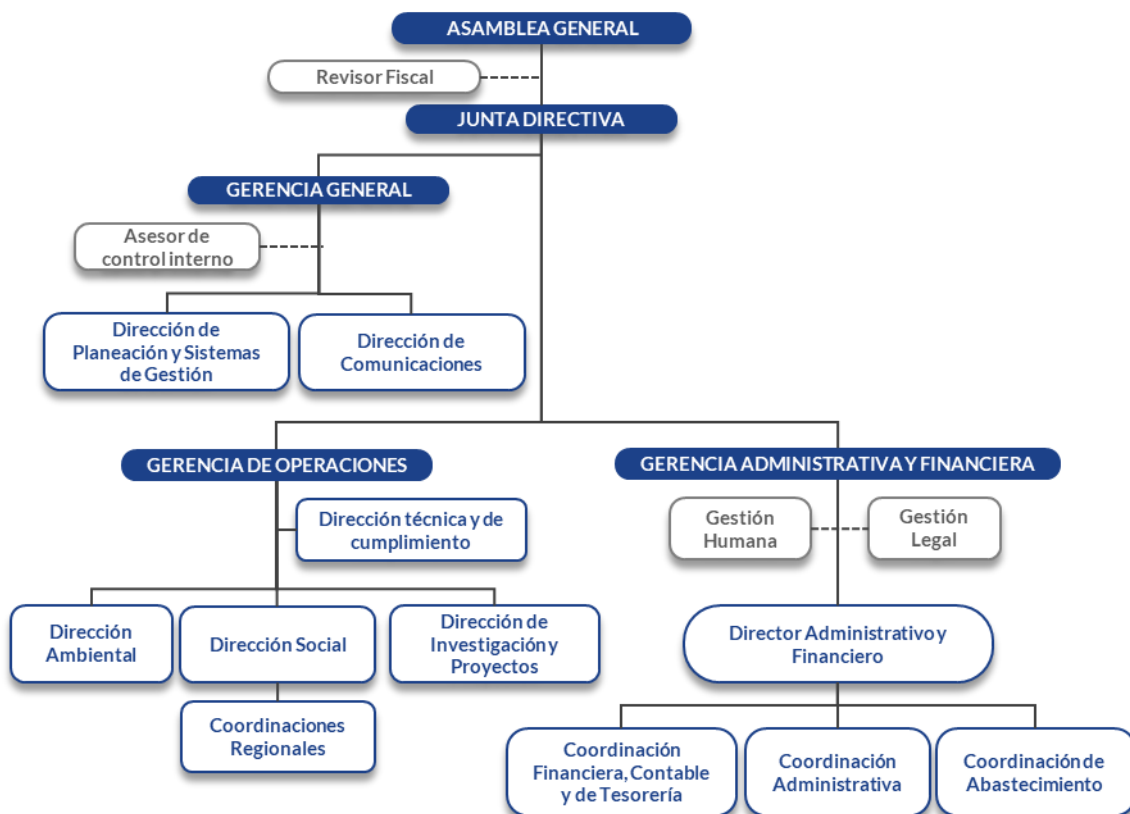 ASAMBLEA GENERAL
Revisor Fiscal
JUNTA DIRECTIVA
GERENCIA GENERAL
Asesor de
control interno
Dirección de
Planeación y Sistemas
de Gestión
Dirección de
Comunicaciones
GERENCIA DE OPERACIONES
GERENCIA ADMINISTRATIVA Y FINANCIERA
Dirección técnica y de
cumplimiento
Gestión
Humana
Gestión
Legal
Dirección
Ambiental
Dirección Social
Dirección de
Investigación y
Proyectos
Director Administrativo y
Financiero
Coordinaciones
Regionales
Coordinación
Financiera, Contable
y de Tesorería
Coordinación
Administrativa
Coordinación de
Abastecimiento